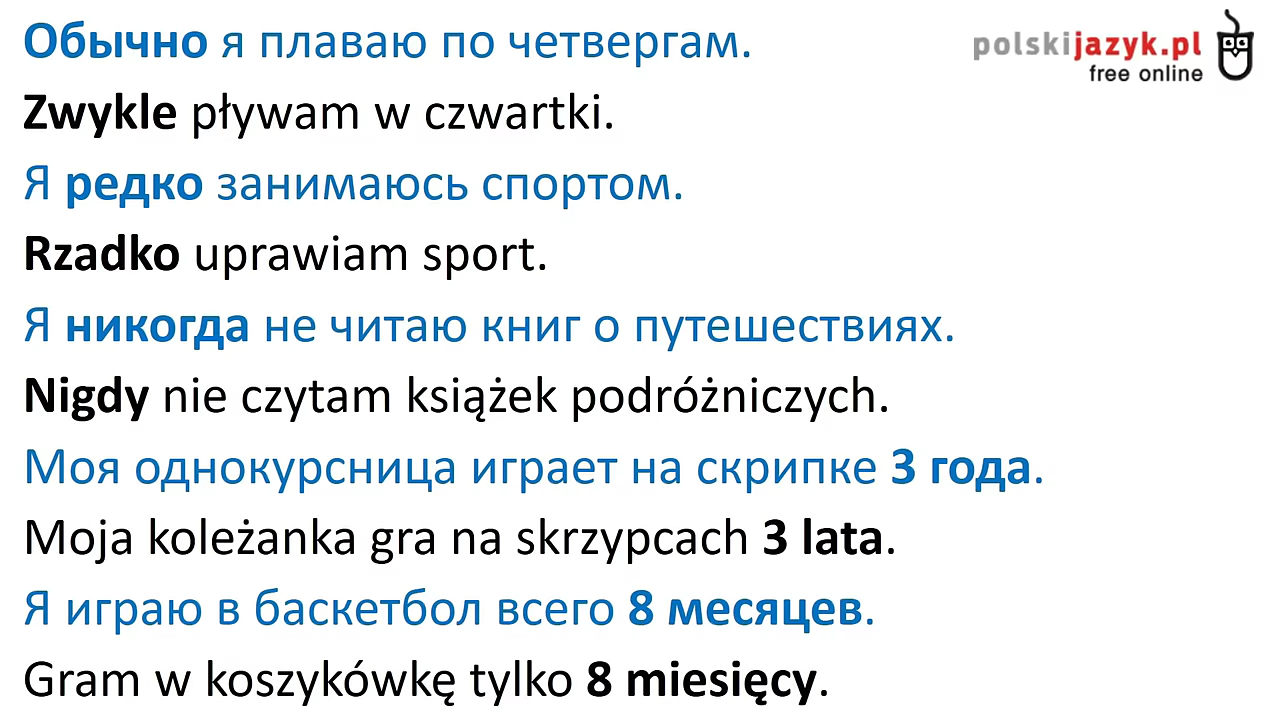 Обычно я плаваю по четвергам.
polskijazyk.pl
free online
Zwykle pływam w czwartki.
Я редко занимаюсь спортом.
Rzadko uprawiam sport.
Я никогда не читаю книг о путешествиях.
Nigdy nie czytam książek podróżniczych.
Моя однокурсница играет на скрипке 3 года.
Moja koleżanka gra na skrzypcach 3 lata.
Я играю в баскетбол всего 8 месяцев.
Gram w koszykówkę tylko 8 miesięcy.